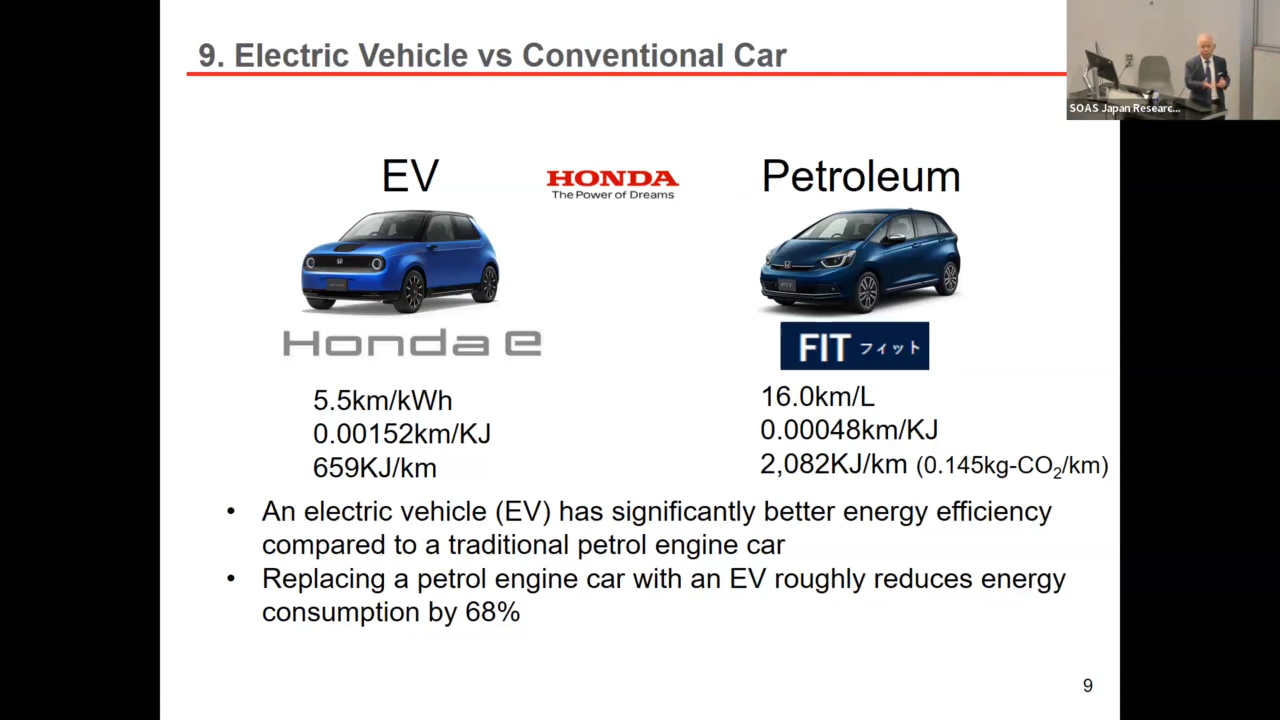 9. Electric Vehicle vs Conventional Car
SOAS Japan Researc...
EV
HONDA
The Power of Dreams
Petroleum
FIT
Honda e
FIT フィット
5.5km/kWh
0.00152km/KJ
659KJ/km
16.0km/L
0.00048km/KJ
2,082KJ/km (0.145kg-CO₂/km)
• An electric vehicle (EV) has significantly better energy efficiency
compared to a traditional petrol engine car
• Replacing a petrol engine car with an EV roughly reduces energy
consumption by 68%
9